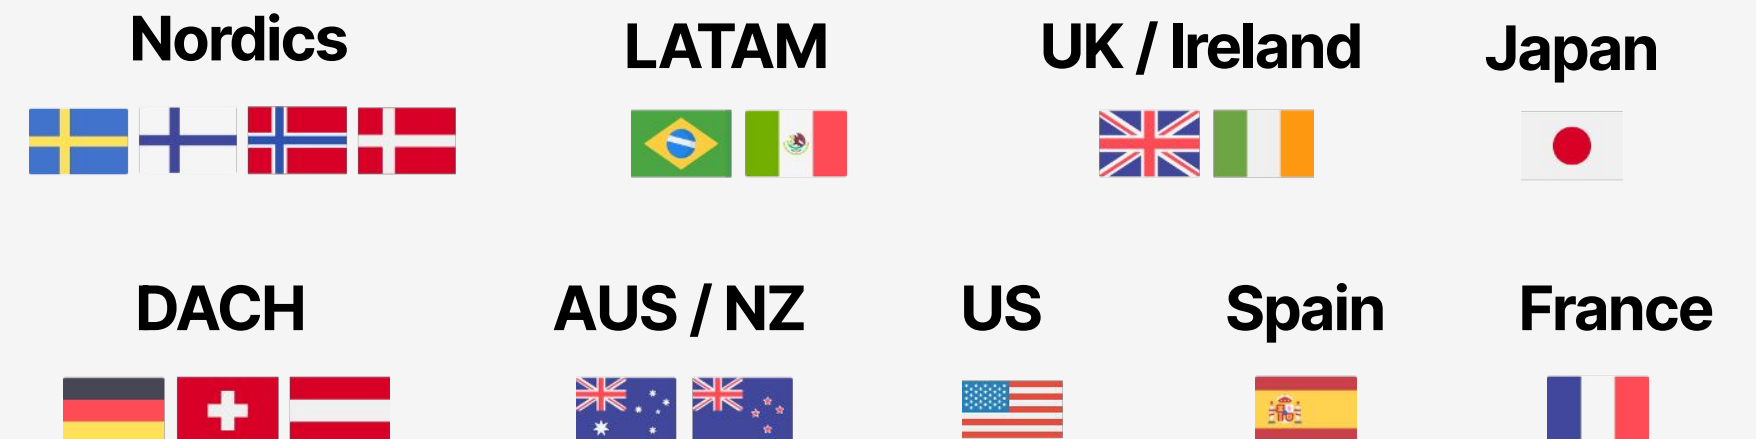 Nordics
LATAM
UK / Ireland
Japan
DACH
AUS / NZ
US
Spain
France